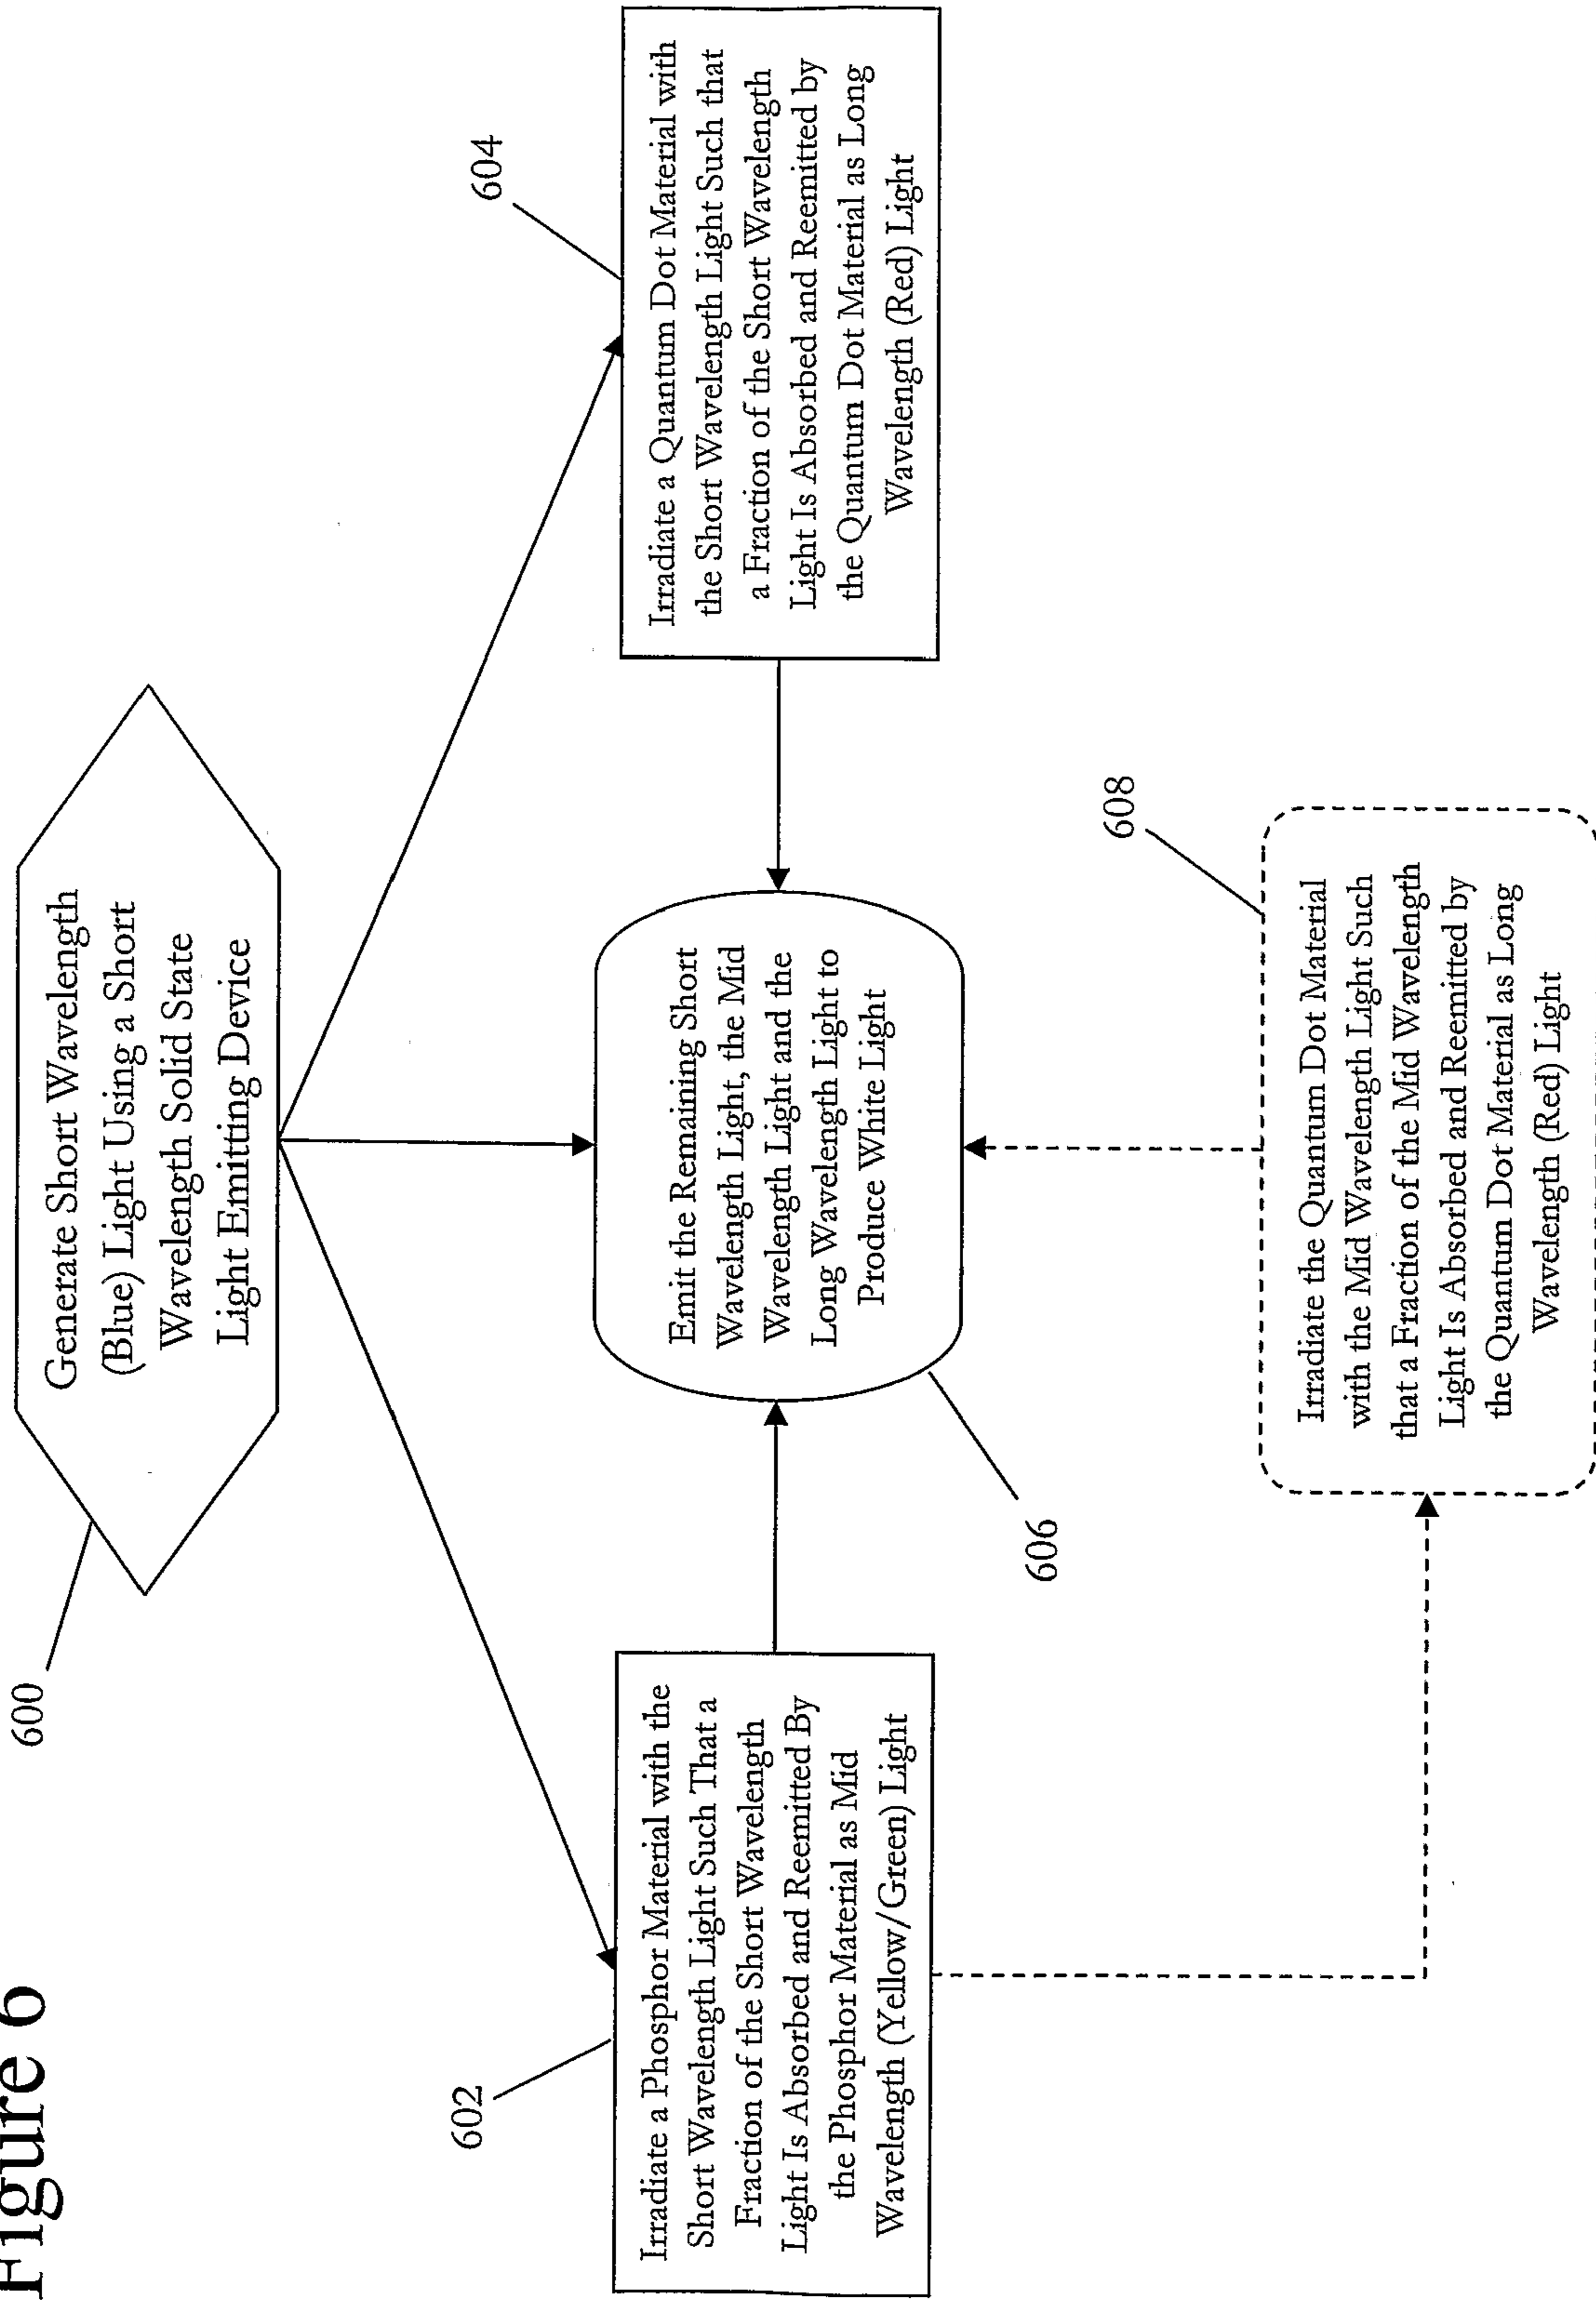 Figure 6
600
Generate Short Wavelength
(Blue) Light Using a Short
Wavelength Solid State
Light Emitting Device
602
Irradiate a Phosphor Material with the
Short Wavelength Light Such That a
Fraction of the Short Wavelength
Light Is Absorbed and Reemitted By
the Phosphor Material as Mid
Wavelength (Yellow/Green) Light
606
Emit the Remaining Short
Wavelength Light, the Mid
Wavelength Light and the
Long Wavelength Light to
Produce White Light
604
Irradiate a Quantum Dot Material with
the Short Wavelength Light Such that
a Fraction of the Short Wavelength
Light Is Absorbed and Reemitted by
the Quantum Dot Material as Long
Wavelength (Red) Light
608
Irradiate the Quantum Dot Material
with the Mid Wavelength Light Such
that a Fraction of the Mid Wavelength
Light Is Absorbed and Reemitted by
the Quantum Dot Material as Long
Wavelength (Red) Light